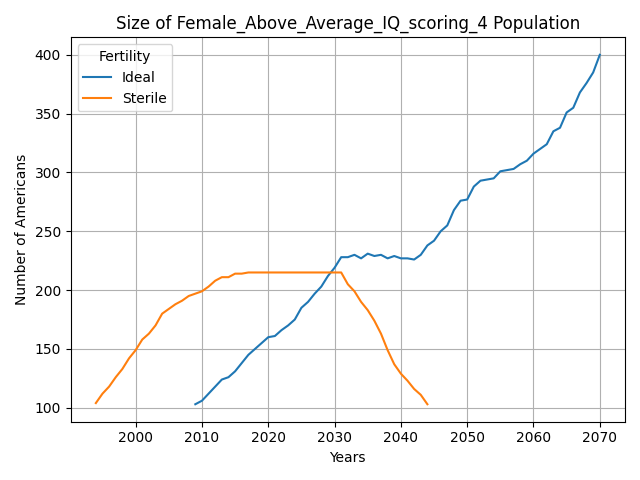 Size of Female_Above_Average_IQ_scoring_4 Population
Fertility
Ideal
Sterile
Number of Americans
400
350
300
250
200
150
100
2000 2010 2020 2030 2040 2050 2060 2070
Years